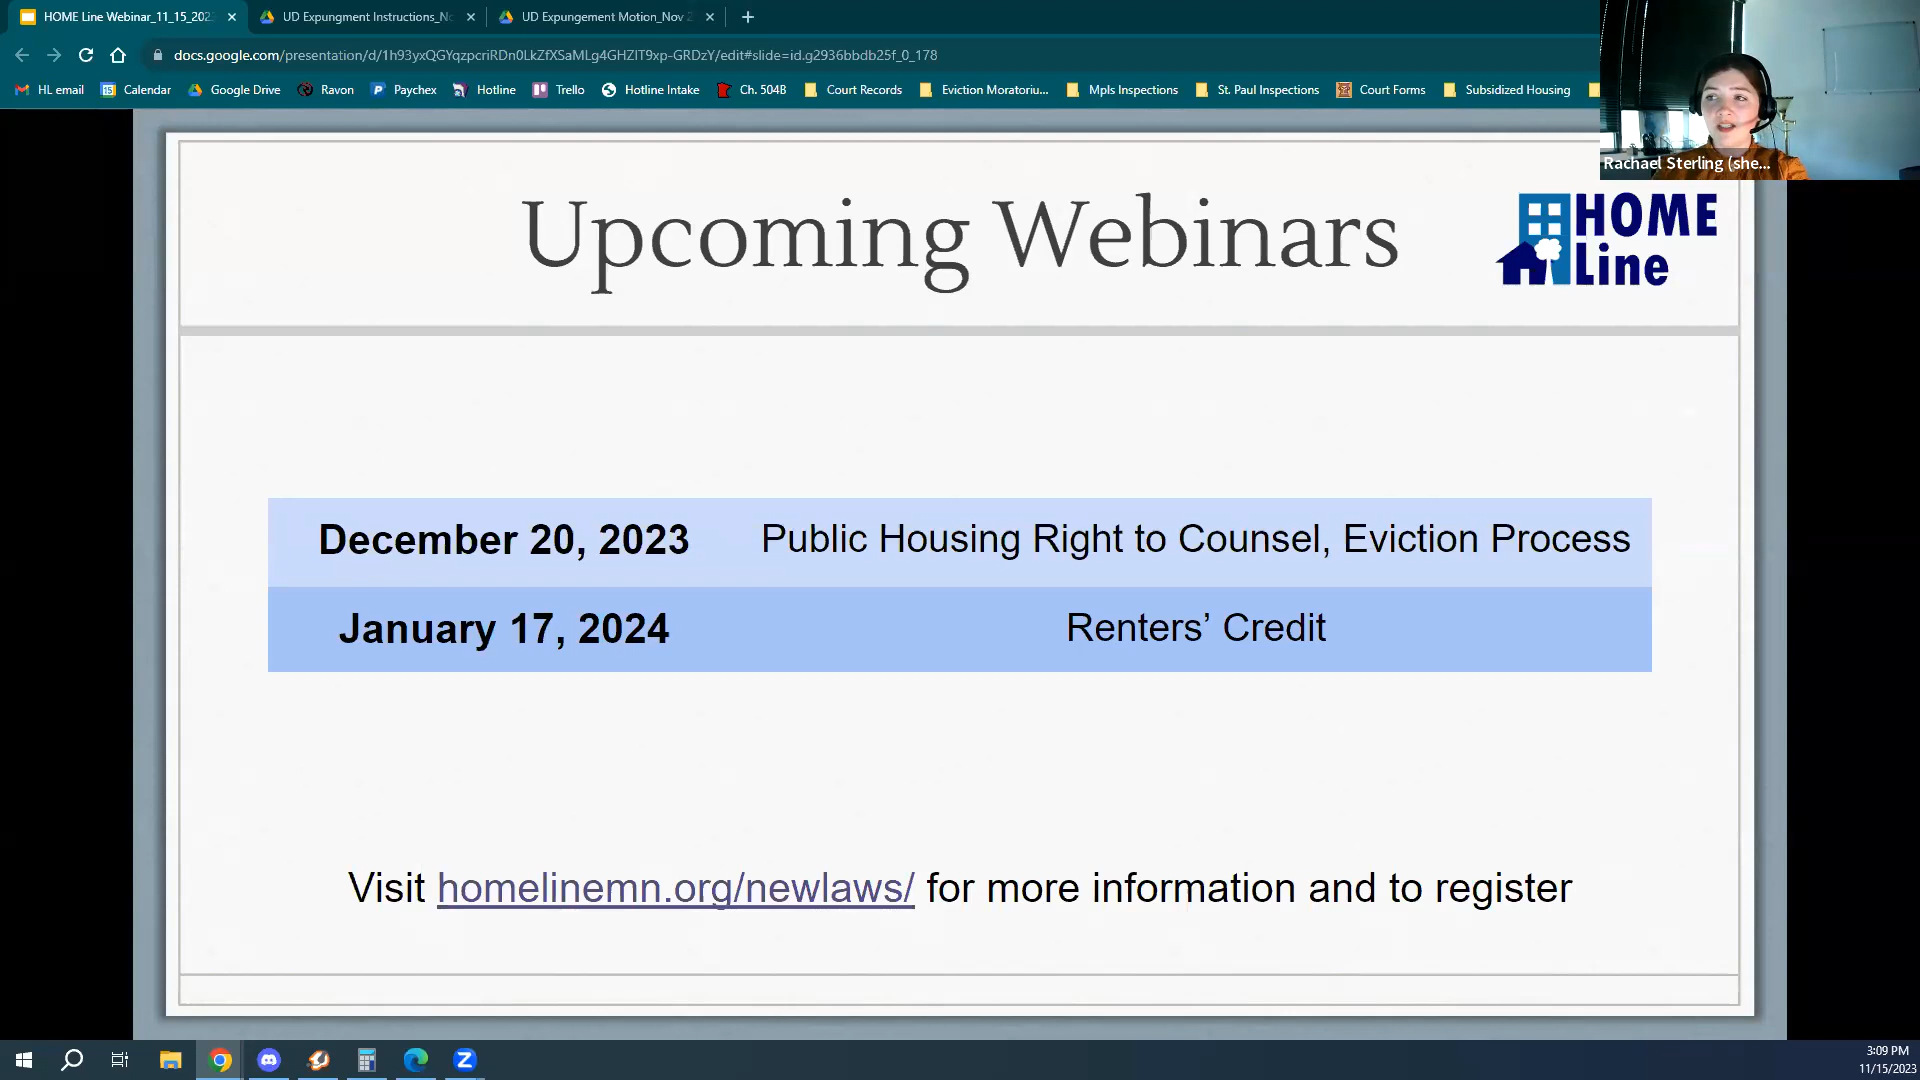 HOME Line Webinar_11_15_202
UD Expungment Instructions_No
UD Expungement Motion_Nov 2
docs.google.com/presentation/d/1h93yxQGYqzpcriRDn0LkZfXSaMLg4GHZIT9xp-GRDzY/edit#slide=id.g2936bbdb25f_0_178
HL email Calendar Google Drive Ravon Paychex Hotline Trello Hotline Intake Ch. 504B Court Records Eviction Moratoriu... Mpls Inspections St. Paul Inspections Court Forms Subsidized Housing
Rachael Sterling (she...
Upcoming Webinars
HOME
Line
December 20, 2023 Public Housing Right to Counsel, Eviction Process
January 17, 2024 Renters’ Credit
Visit homelinemn.org/newlaws/ for more information and to register
3:09 PM
11/15/2023